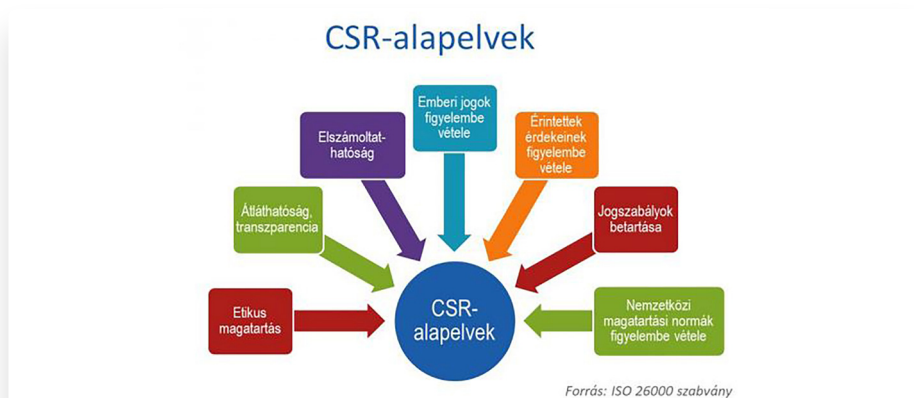 CSR-alapelvek
Etikus
magatartás
Átláthatóság,
transzparencia
Elszámoltat-
hatóság
Emberi jogok
figyelembe
vétele
Érintettek
érdekeinek
figyelembe
vétele
Jogszabályok
betartása
Nemzetközi
magatartási normák
figyelembe vétele
CSR-
alapelvek
Forrás: ISO 26000 szabvány